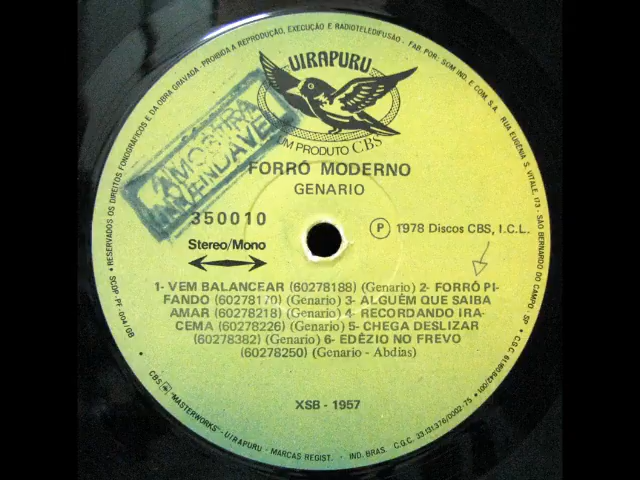 UIRAPURU
UM PRODUTO CBS
AMOSTRA
INVENDÁVEL
FORRÓ MODERNO
GENARIO
350010
Stereo/Mono
P 1978 Discos CBS, I.C.L.
1- VEM BALANCEAR (60278188) (Genario) 2- FORRÓ PI-
FANDO (60278170) (Genario) 3- ALGUÉM QUE SAIBA
AMAR (60278218) (Genario) 4- RECORDANDO IRA-
CEMA (60278226) (Genario) 5- CHEGA DESLIZAR
(60278382) (Genario) 6- EDÉZIO NO FREVO
(60278250) (Genario - Abdias)
XSB - 1957
• RESERVADOS OS DIREITOS FONOGRÁFICOS E DA OBRA GRAVADA • PROIBIDA A REPRODUÇÃO, EXECUÇÃO E RADIOTELEDIFUSÃO • FAB. POR: SOM IND. E COM. S.A. RUA EUGÊNIA S. VITALE, 173 - SÃO BERNARDO DO CAMPO, SP
CBS "MASTERWORKS" - UIRAPURU - MARCAS REGIST. • IND. BRAS.